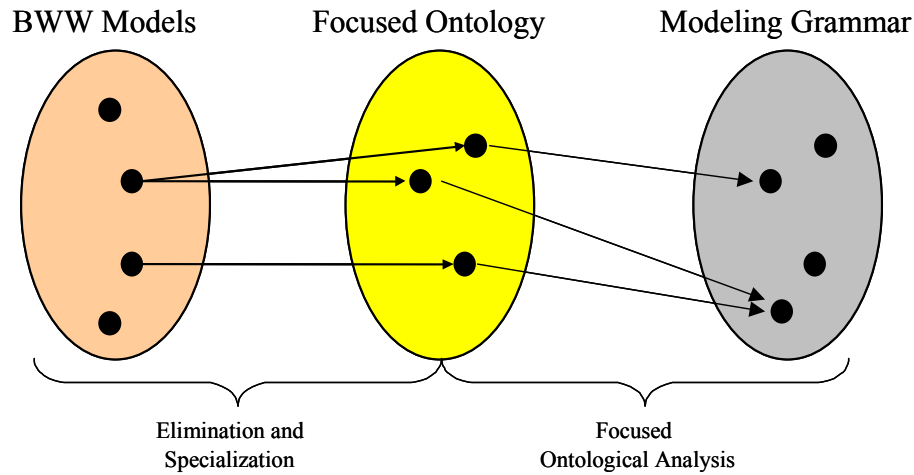 BWW Models
Focused Ontology
Modeling Grammar
Elimination and
Specialization
Focused
Ontological Analysis